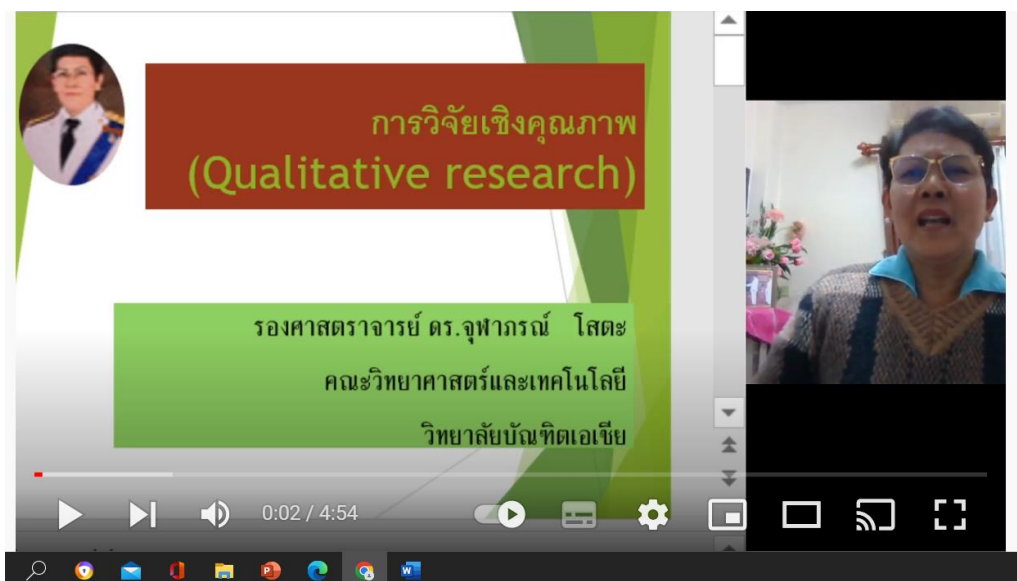 การวิจัยเชิงคุณภาพ
(Qualitative research)
รองศาสตราจารย์ ดร.จุฬาภรณ์ โสตะ
คณะวิทยาศาสตร์และเทคโนโลยี
วิทยาลัยบัณฑิตเอเซีย
0:02 / 4:54